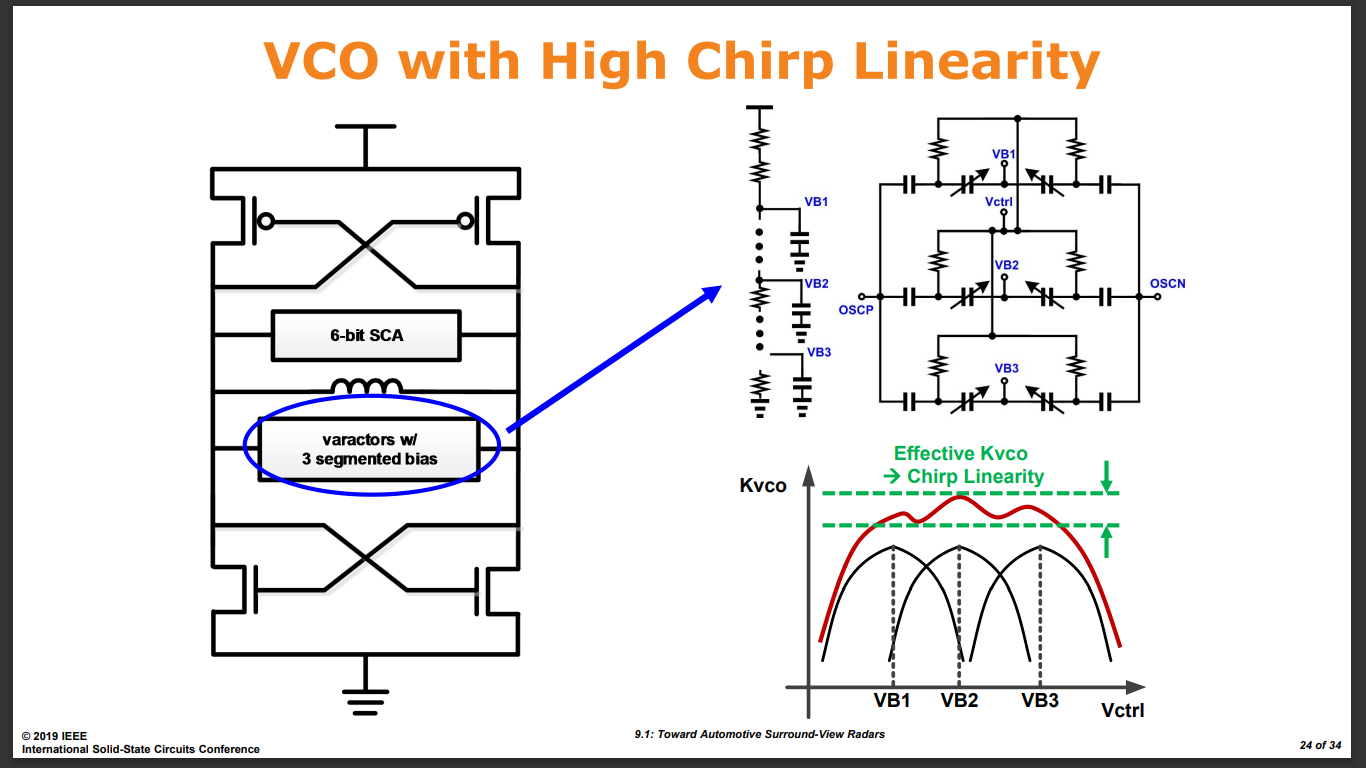 VCO with High Chirp Linearity
6-bit SCA
varactors w/
3 segmented bias
VB1
VB2
VB3
VB1
Vctrl
VB2
OSCP
OSCN
VB3
Effective Kvco
→ Chirp Linearity
Kvco
VB1
VB2
VB3
Vctrl
© 2019 IEEE
International Solid-State Circuits Conference
9.1: Toward Automotive Surround-View Radars
24 of 34